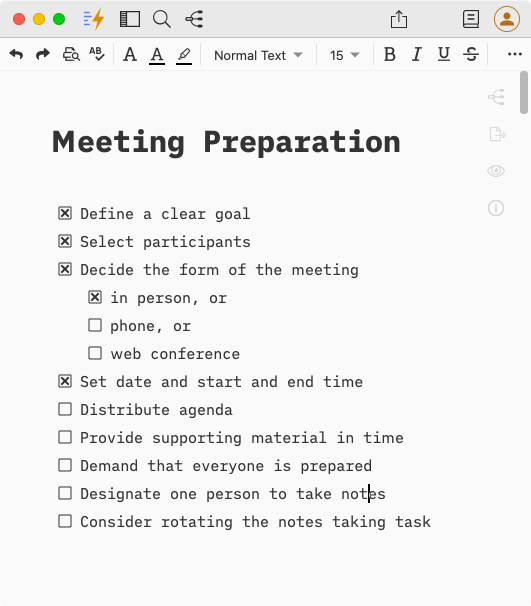 ABC
A A
Normal Text 15 B I U S
Meeting Preparation
Define a clear goal
Select participants
Decide the form of the meeting
in person, or
phone, or
web conference
Set date and start and end time
Distribute agenda
Provide supporting material in time
Demand that everyone is prepared
Designate one person to take notes
Consider rotating the notes taking task